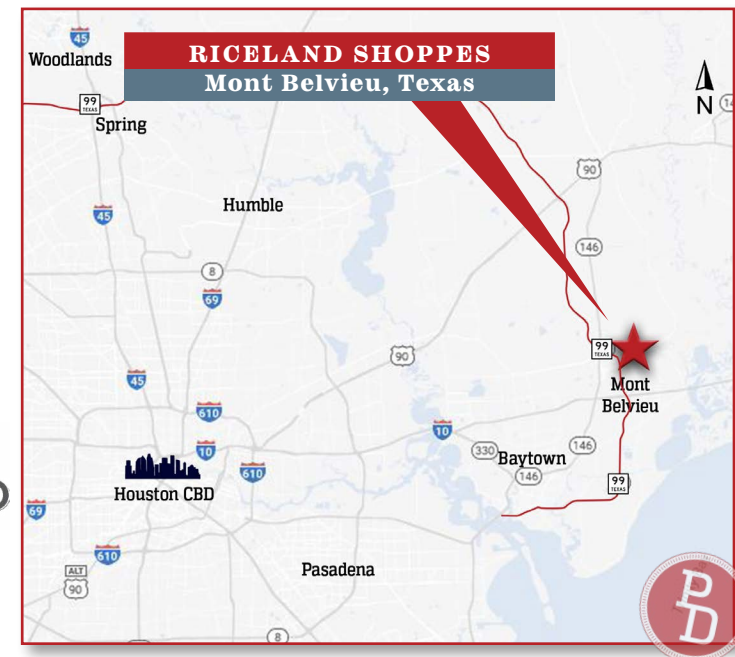 RICELAND SHOPPES
Mont Belvieu, Texas
45
Woodlands
99
TEXAS
Spring
N
90
45
Humble
146
8
69
99
TEXAS
90
Mont
Belvieu
45
610
10
10
330
Baytown
146
146
610
Houston CBD
99
TEXAS
69
610
Pasadena
ALT
90
8
PD